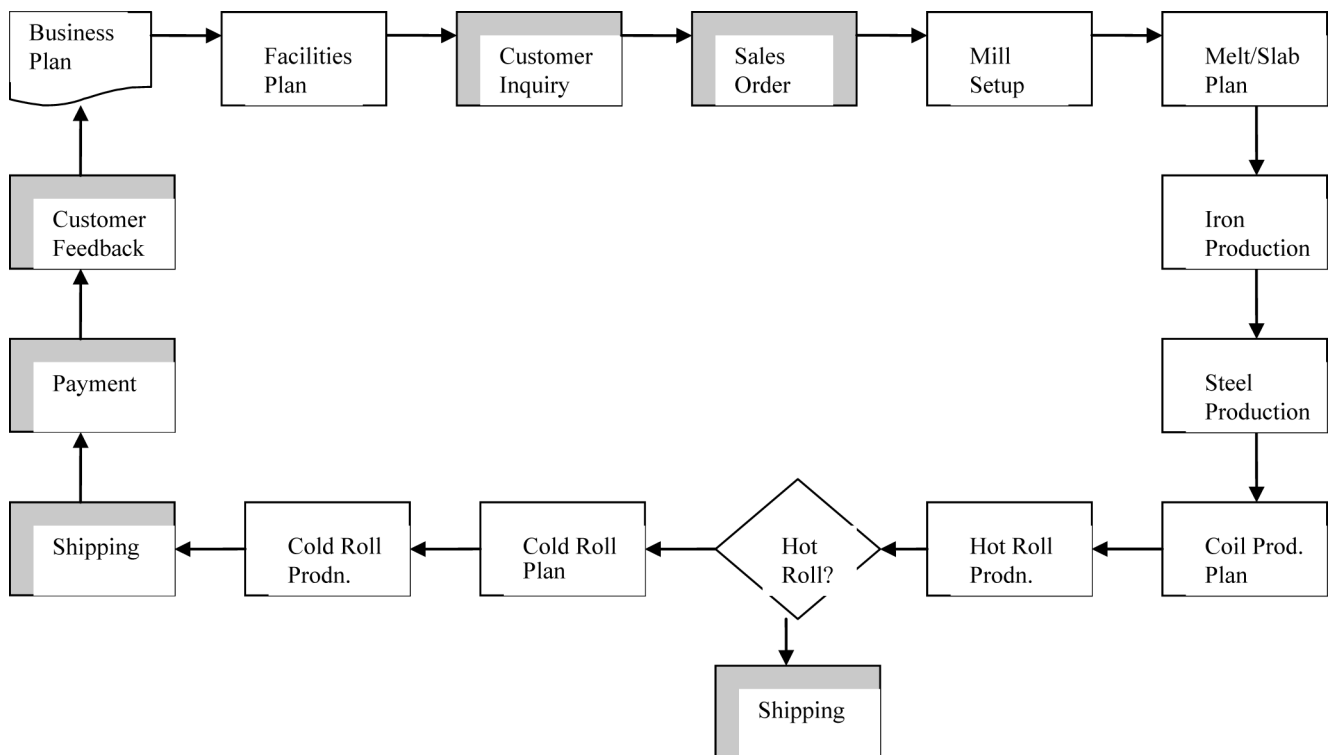 Business
Plan
Facilities
Plan
Customer
Inquiry
Sales
Order
Mill
Setup
Melt/Slab
Plan
Iron
Production
Steel
Production
Coil Prod.
Plan
Hot Roll
Prodn.
Hot
Roll?
Shipping
Cold Roll
Plan
Cold Roll
Prodn.
Shipping
Payment
Customer
Feedback